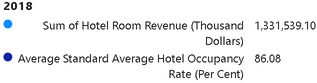 2018
Sum of Hotel Room Revenue (Thousand 1,331,539.10
Dollars)
Average Standard Average Hotel Occupancy 86.08
Rate (Per Cent)